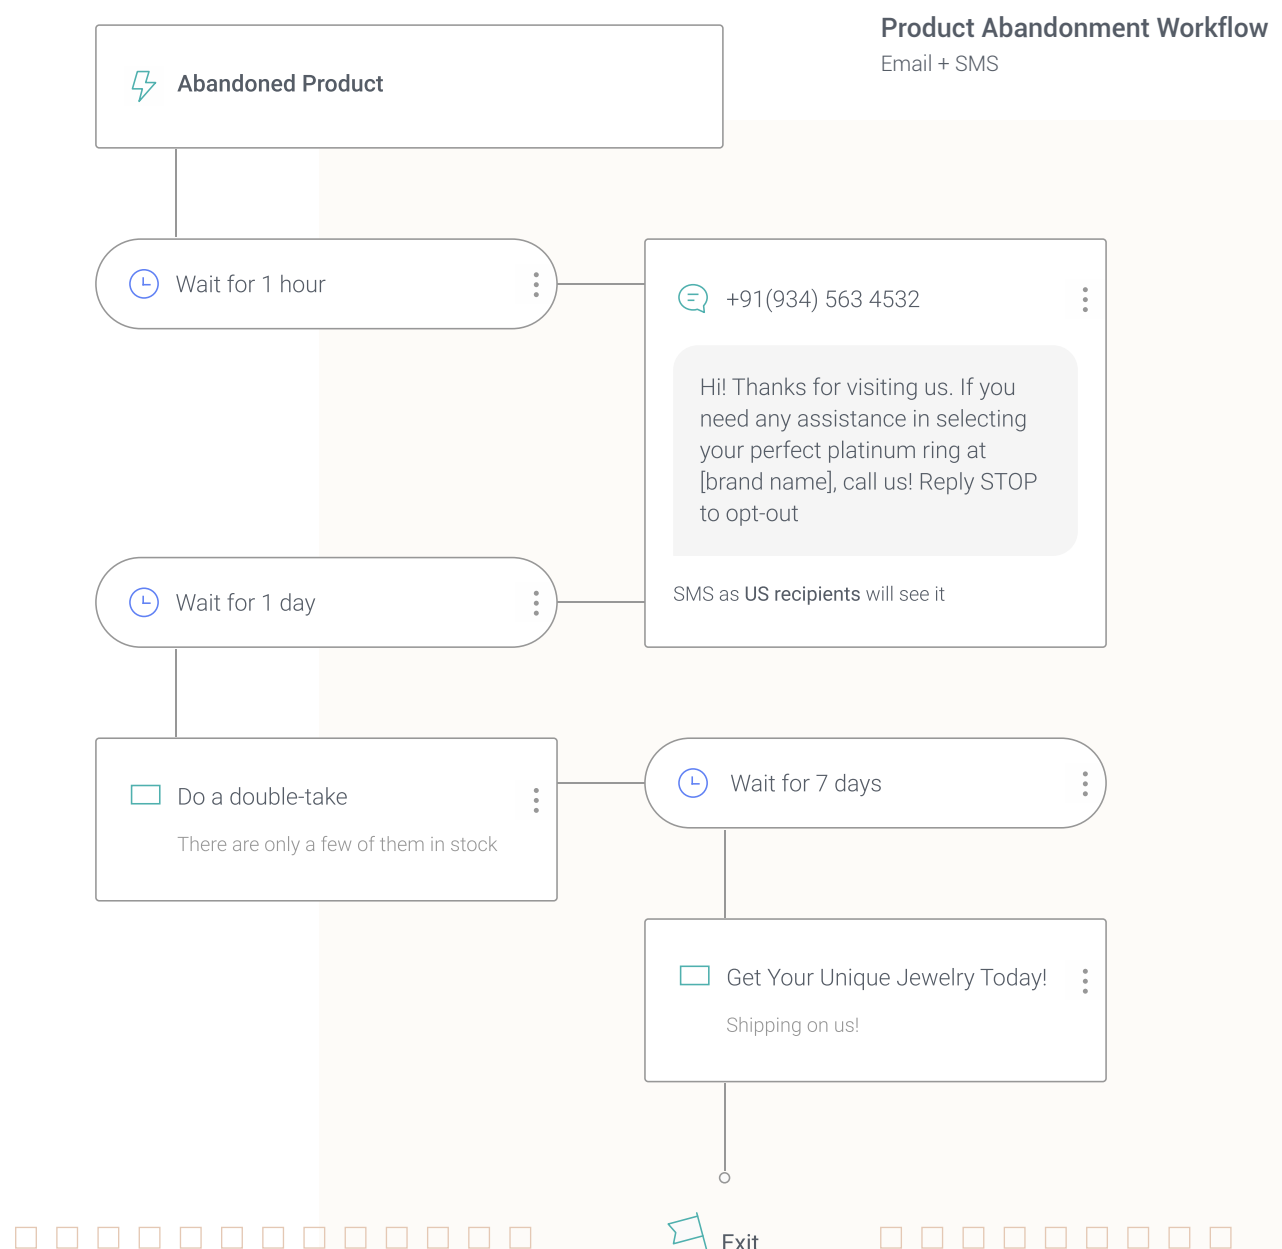 Product Abandonment Workflow
Email + SMS
Abandoned Product
Wait for 1 hour
+91(934) 563 4532
Hi! Thanks for visiting us. If you
need any assistance in selecting
your perfect platinum ring at
[brand name], call us! Reply STOP
to opt-out
SMS as US recipients will see it
Wait for 1 day
Do a double-take
There are only a few of them in stock
Wait for 7 days
Get Your Unique Jewelry Today!
Shipping on us!
Exit